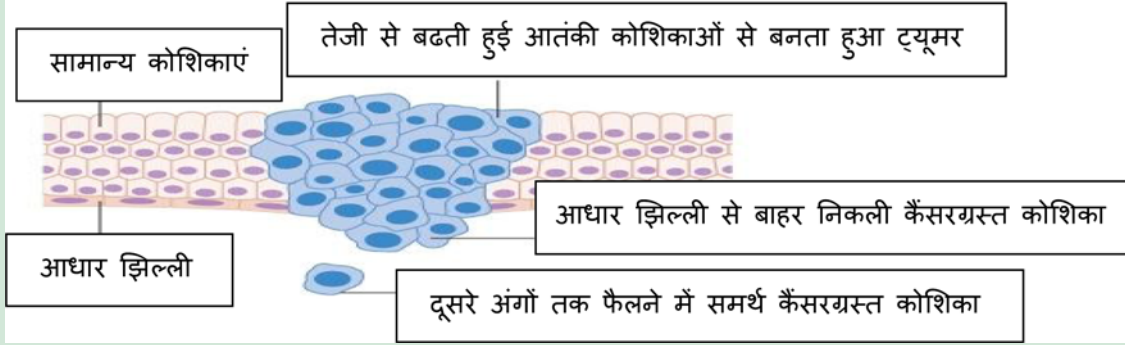 तेजी से बढती हुई आतंकी कोशिकाओं से बनता हुआ ट्यूमर
सामान्य कोशिकाएं
आधार झिल्ली से बाहर निकली कैंसरग्रस्त कोशिका
आधार झिल्ली
दूसरे अंगों तक फैलने में समर्थ कैंसरग्रस्त कोशिका